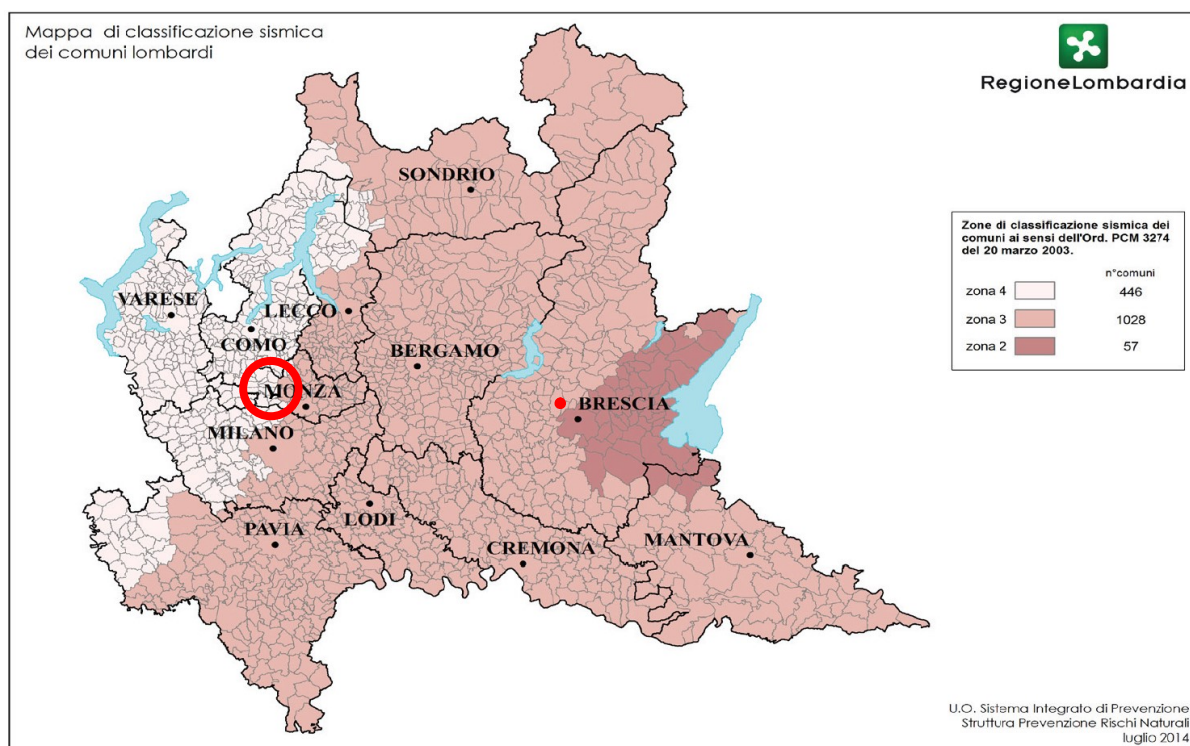 Mappa di classificazione sismica
dei comuni lombardi
RegioneLombardia
SONDRIO
VARESE
LECCO
COMO
BERGAMO
MONZA
BRESCIA
MILANO
PAVIA
LODI
CREMONA
MANTOVA
Zone di classificazione sismica dei
comuni ai sensi dell'Ord. PCM 3274
del 20 marzo 2003.
n°comuni
zona 4 446
zona 3 1028
zona 2 57
U.O. Sistema Integrato di Prevenzione
Struttura Prevenzione Rischi Naturali
luglio 2014